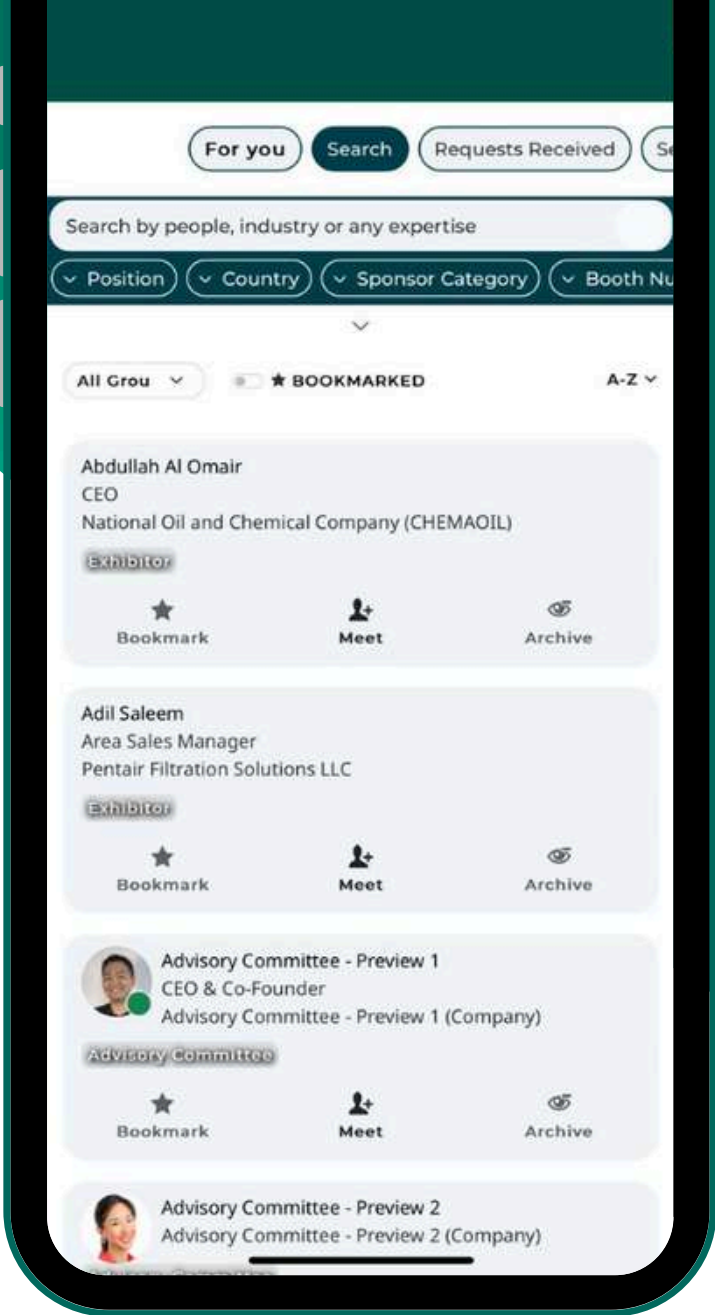 For you Search Requests Received Se
Search by people, industry or any expertise
Position Country Sponsor Category Booth Nu
All Grou BOOKMARKED A-Z
Abdullah Al Omair
CEO
National Oil and Chemical Company (CHEMAOIL)
Exhibitor
Bookmark Meet Archive
Adil Saleem
Area Sales Manager
Pentair Filtration Solutions LLC
Exhibitor
Bookmark Meet Archive
Advisory Committee - Preview 1
CEO & Co-Founder
Advisory Committee - Preview 1 (Company)
Advisory Committee
Bookmark Meet Archive
Advisory Committee - Preview 2
Advisory Committee - Preview 2 (Company)